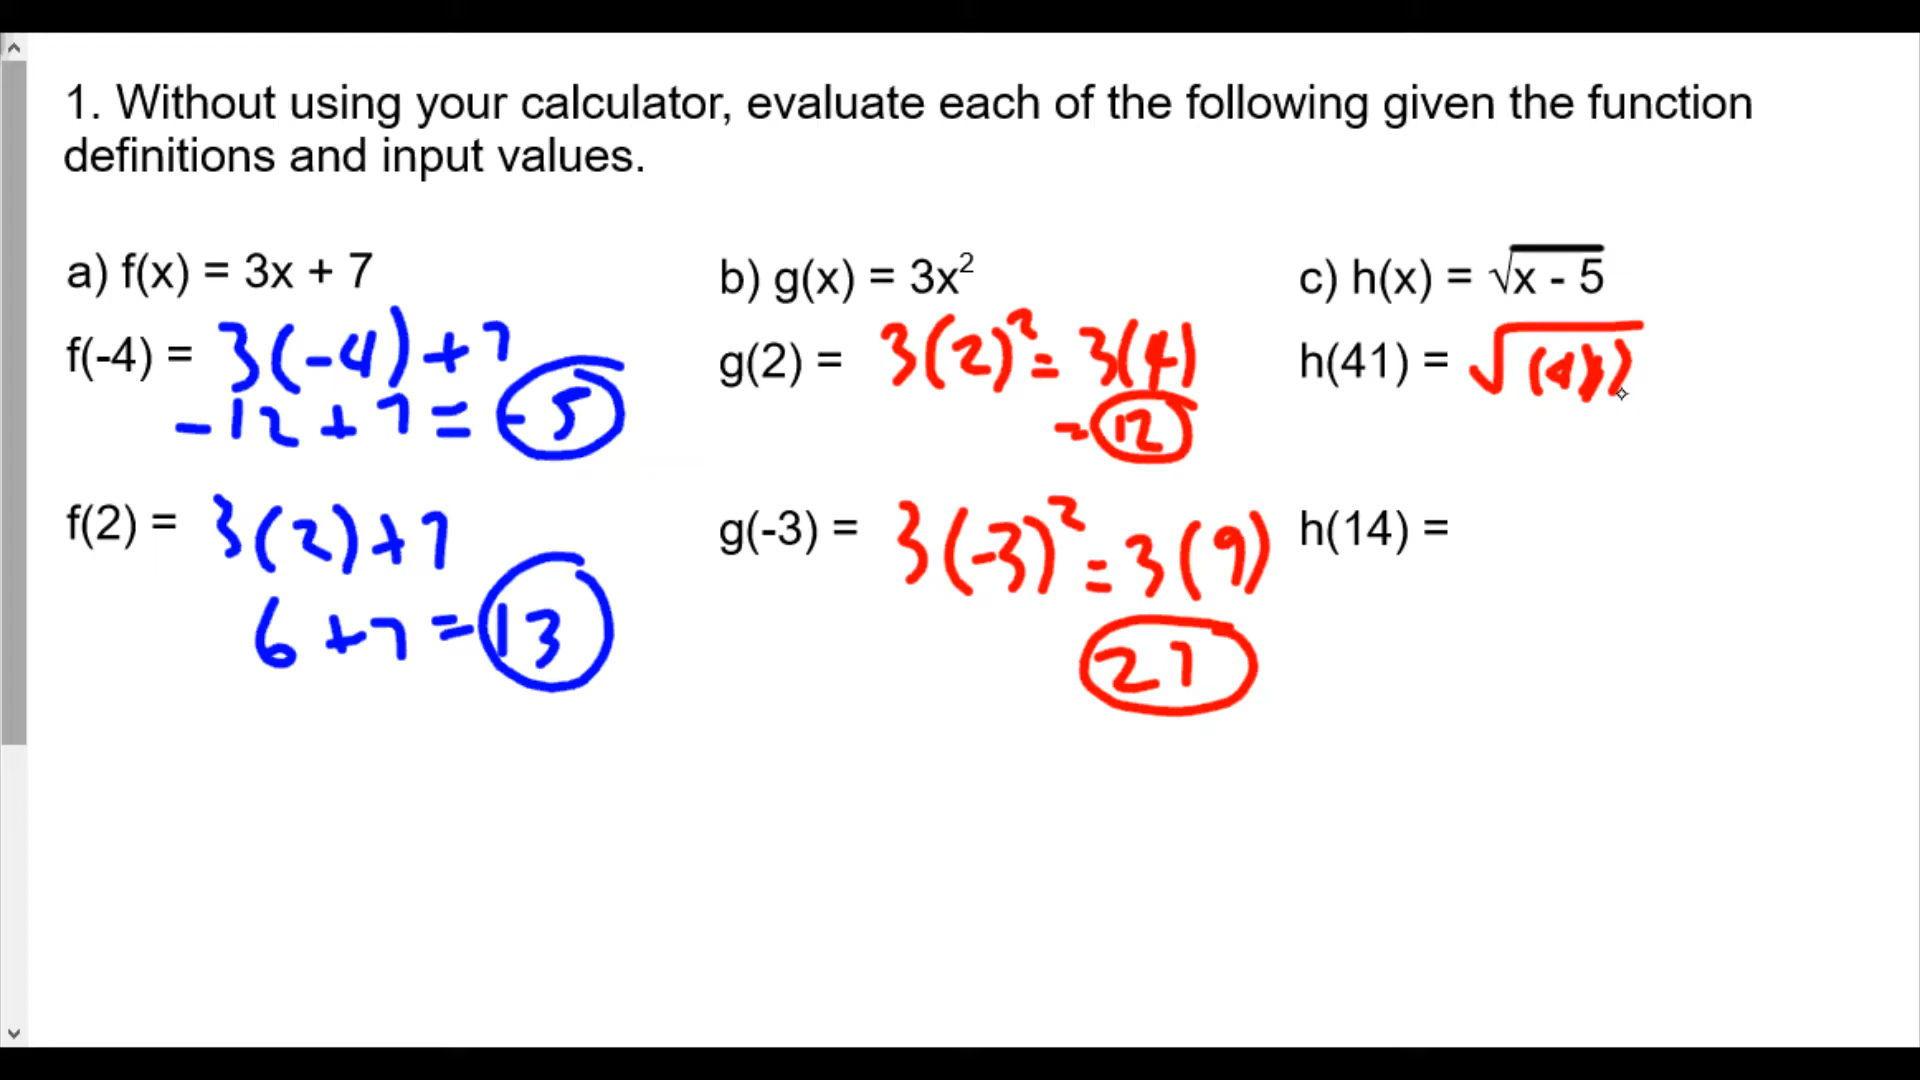 1. Without using your calculator, evaluate each of the following given the function
definitions and input values.
a) f(x) = 3x + 7
f(-4) = 3(-4)+7
-12+7=-5
f(2) = 3(2)+7
6+7=13
b) g(x) = 3x²
g(2) = 3(2)²=3(4)
=12
g(-3) = 3(-3)²=3(9)
27
c) h(x) = √x - 5
h(41) = √(41)
h(14) =